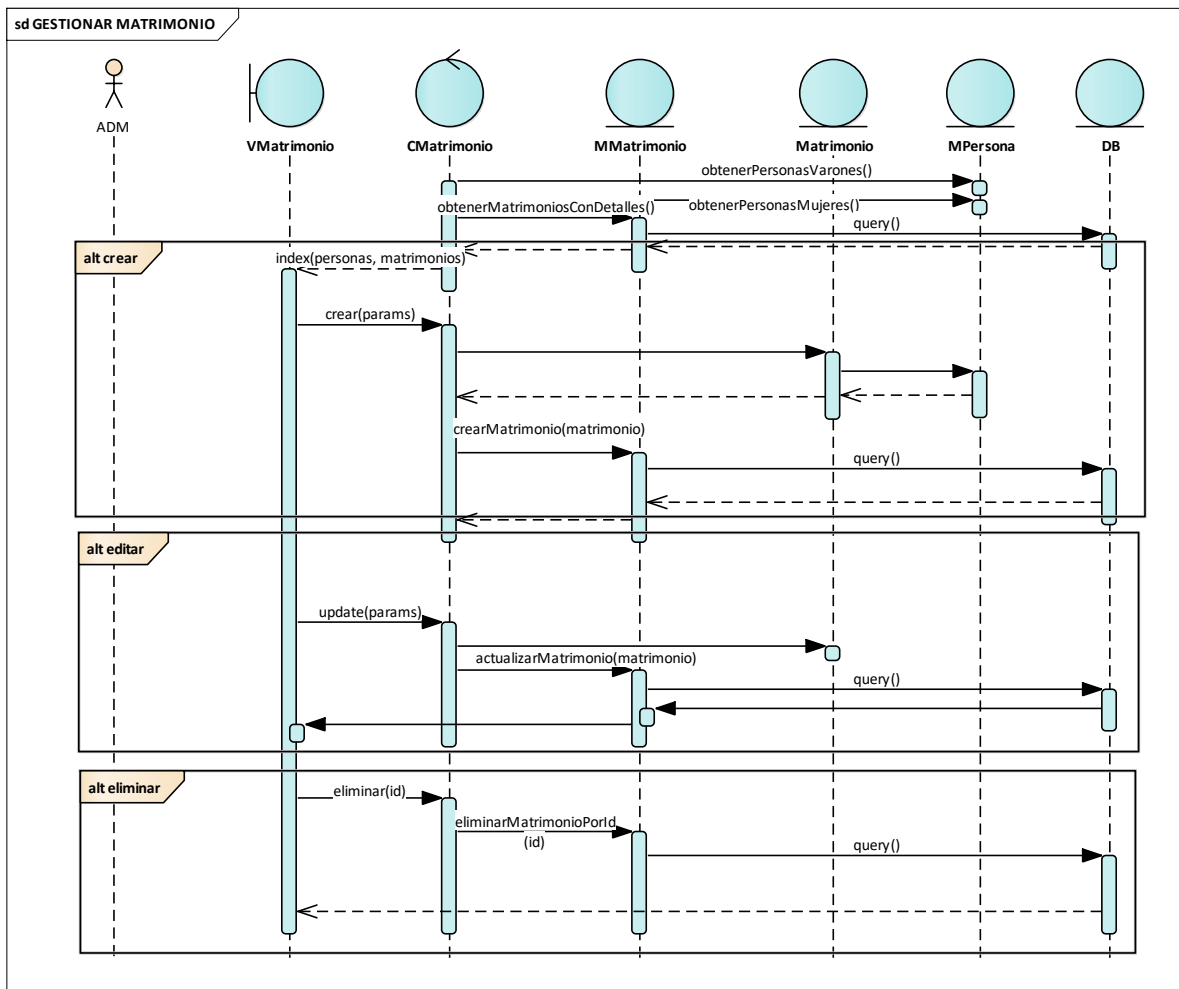 sd GESTIONAR MATRIMONIO
ADM
VMatrimonio
CMatrimonio
MMatrimonio
Matrimonio
MPersona
DB
obtenerPersonasVarones()
obtenerMatrimoniosConDetalles()
obtenerPersonasMujeres()
query()
alt crear
index(personas, matrimonios)
crear(params)
crearMatrimonio(matrimonio)
query()
alt editar
update(params)
actualizarMatrimonio(matrimonio)
query()
alt eliminar
eliminar(id)
eliminarMatrimonioPorId
(id)
query()